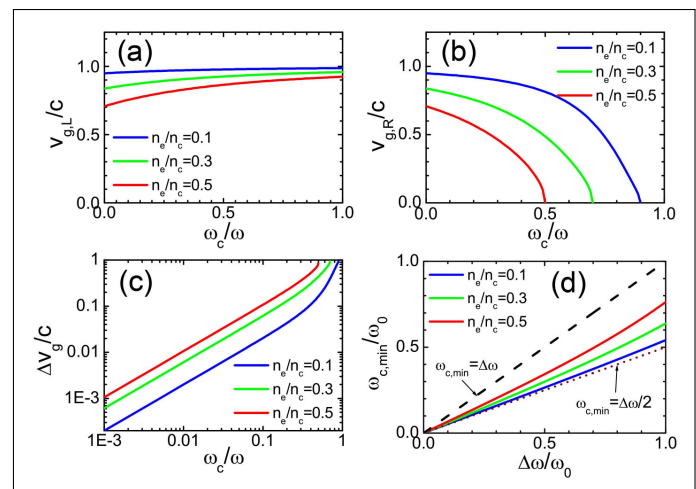 (a)
v_g,L/c
1.0
0.5
0.0
n_e/n_c=0.1
n_e/n_c=0.3
n_e/n_c=0.5
0.0 0.5 1.0
ω_c/ω
(b)
v_g,R/c
1.0
0.5
0.0
n_e/n_c=0.1
n_e/n_c=0.3
n_e/n_c=0.5
0.0 0.5 1.0
ω_c/ω
(c)
Δv_g/c
1
0.1
0.01
1E-3
n_e/n_c=0.1
n_e/n_c=0.3
n_e/n_c=0.5
1E-3 0.01 0.1 1
ω_c/ω
(d)
ω_c,min/ω_0
1.0
0.5
0.0
n_e/n_c=0.1
n_e/n_c=0.3
n_e/n_c=0.5
ω_c,min=Δω
ω_c,min=Δω/2
0.0 0.5 1.0
Δω/ω_0